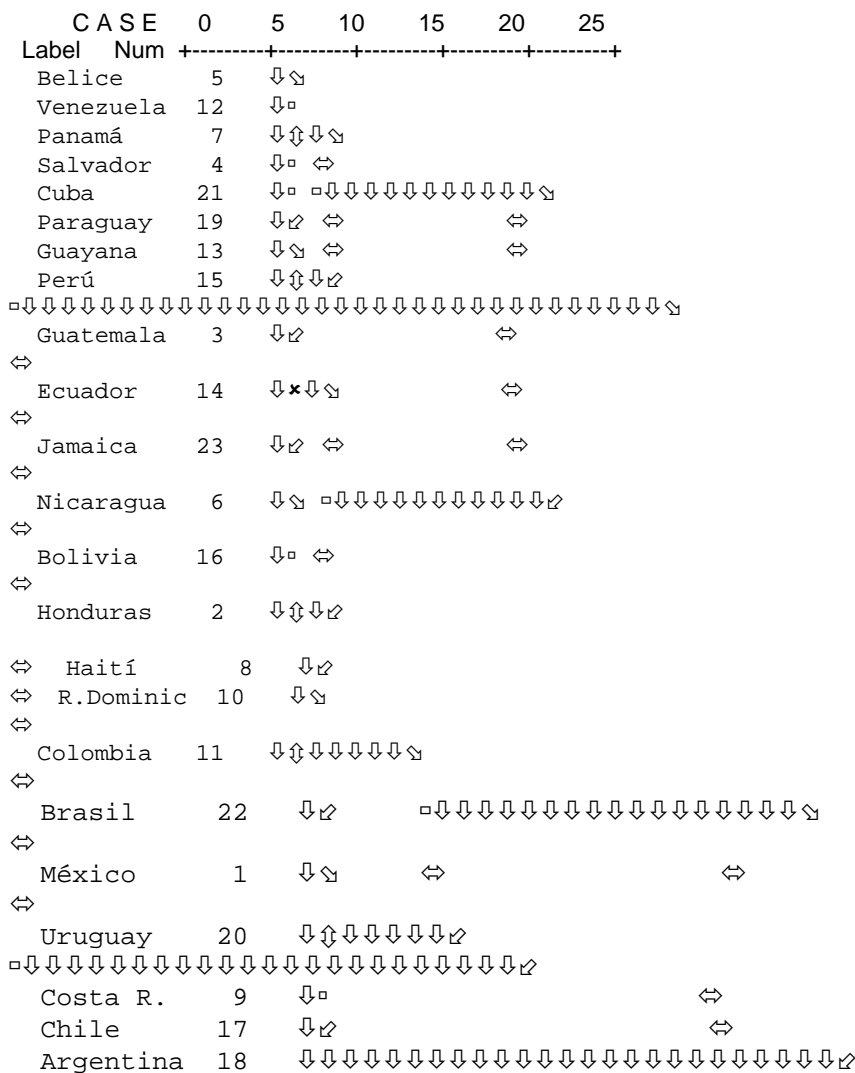 C A S E 0 5 10 15 20 25
Label Num +---------+---------+---------+---------+---------+
Belice 5 ⇩⬂
Venezuela 12 ⇩▫
Panamá 7 ⇩⇳⇩⬂
Salvador 4 ⇩▫ ⬄
Cuba 21 ⇩▫ ▫⇩⇩⇩⇩⇩⇩⇩⇩⇩⇩⇩⬂
Paraguay 19 ⇩⬃ ⬄ ⬄
Guayana 13 ⇩⬂ ⬄ ⬄
Perú 15 ⇩⇳⇩⬃
▫⇩⇩⇩⇩⇩⇩⇩⇩⇩⇩⇩⇩⇩⇩⇩⇩⇩⇩⇩⇩⇩⇩⇩⇩⇩⇩⇩⇩⇩⇩⇩⇩⬂
Guatemala 3 ⇩⬃ ⬄
⬄
Ecuador 14 ⇩×⇩⬂ ⬄
⬄
Jamaica 23 ⇩⬃ ⬄ ⬄
⬄
Nicaragua 6 ⇩⬂ ▫⇩⇩⇩⇩⇩⇩⇩⇩⇩⇩⇩⬃
⬄
Bolivia 16 ⇩▫ ⬄
⬄
Honduras 2 ⇩⇳⇩⬃
⬄ Haití 8 ⇩⬃
⬄ R.Dominic 10 ⇩⬂
⬄
Colombia 11 ⇩⇳⇩⇩⇩⇩⇩⬂
⬄
Brasil 22 ⇩⬃ ▫⇩⇩⇩⇩⇩⇩⇩⇩⇩⇩⇩⇩⇩⇩⇩⇩⇩⬂
⬄
México 1 ⇩⬂ ⬄ ⬄
⬄
Uruguay 20 ⇩⇳⇩⇩⇩⇩⇩⬃
▫⇩⇩⇩⇩⇩⇩⇩⇩⇩⇩⇩⇩⇩⇩⇩⇩⇩⇩⇩⇩⇩⇩⇩⬃
Costa R. 9 ⇩▫ ⬄
Chile 17 ⇩⬃ ⬄
Argentina 18 ⇩⇩⇩⇩⇩⇩⇩⇩⇩⇩⇩⇩⇩⇩⇩⇩⇩⇩⇩⇩⇩⇩⇩⇩⇩⬃